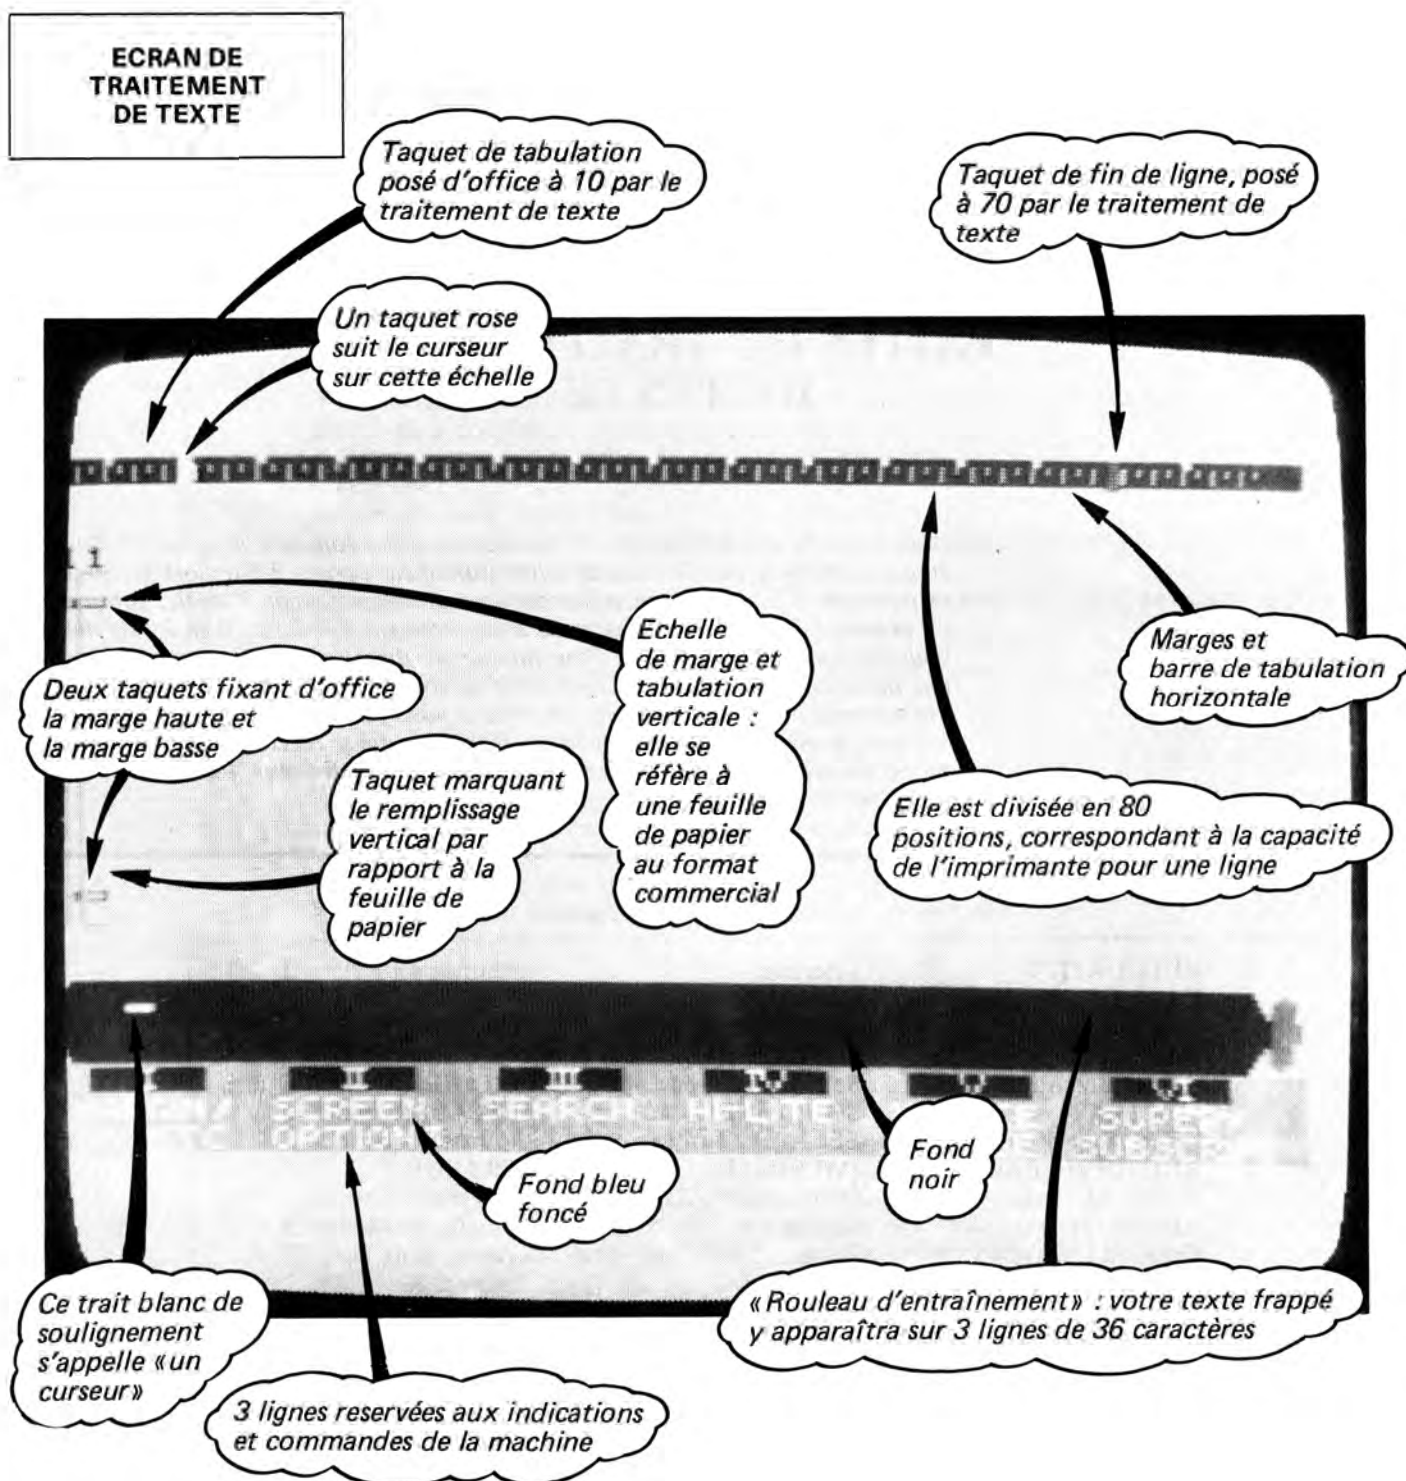 ECRAN DE
TRAITEMENT
DE TEXTE
Taquet de tabulation
posé d'office à 10 par le
traitement de texte
Taquet de fin de ligne, posé
à 70 par le traitement de
texte
Un taquet rose
suit le curseur
sur cette échelle
1 1
Echelle
de marge et
tabulation
verticale :
elle se
réfère à
une feuille
de papier
au format
commercial
Marges et
barre de tabulation
horizontale
Deux taquets fixant d'office
la marge haute et
la marge basse
Taquet marquant
le remplissage
vertical par
rapport à la
feuille de
papier
Elle est divisée en 80
positions, correspondant à la capacité
de l'imprimante pour une ligne
I II III IV V VI
SCREEN SEARCH HI-LITE SUPER
OPTIONS SUBSCR.
Fond bleu
foncé
Fond
noir
Ce trait blanc de
soulignement
s'appelle «un
curseur»
«Rouleau d'entraînement» : votre texte frappé
y apparaîtra sur 3 lignes de 36 caractères
3 lignes reservées aux indications
et commandes de la machine